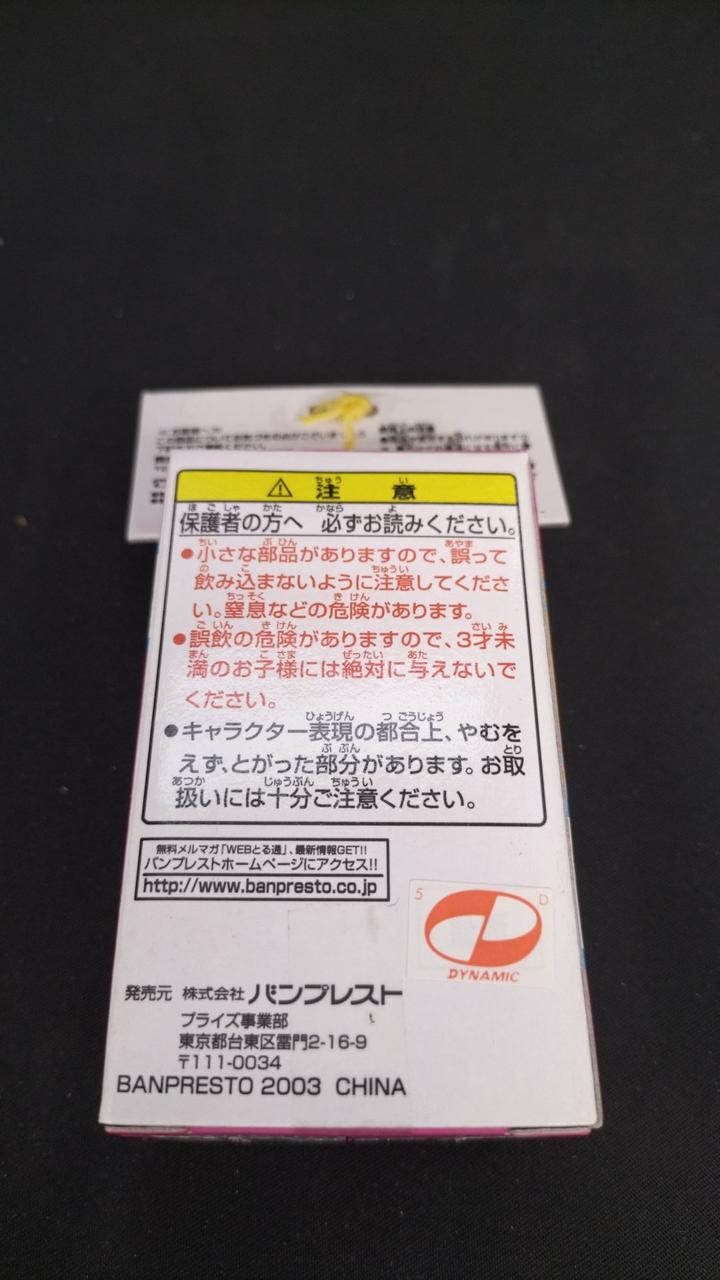 ⚠ 注意
保護者の方へ 必ずお読みください。
●小さな部品がありますので、誤って
飲み込まないように注意してくださ
い。窒息などの危険があります。
●誤飲の危険がありますので、3才未
満のお子様には絶対に与えないで
ください。
●キャラクター表現の都合上、やむを
えず、とがった部分があります。お取
扱いには十分ご注意ください。
無料メルマガ「WEBとる通」、最新情報GET!!
バンプレストホームページにアクセス!!
http://www.banpresto.co.jp
5 D
DYNAMIC
発売元 株式会社 バンプレスト
プライズ事業部
東京都台東区雷門2-16-9
〒111-0034
BANPRESTO 2003 CHINA